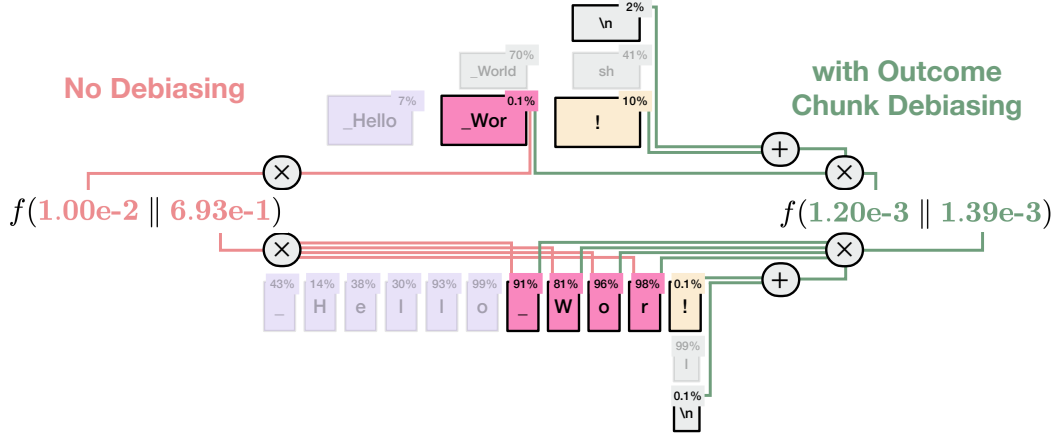 2%
\n
70%
_World
41%
sh
No Debiasing
with Outcome
Chunk Debiasing
7%
_Hello
0.1%
_Wor
10%
!
+
×
×
f(1.00e-2 ∥ 6.93e-1)
f(1.20e-3 ∥ 1.39e-3)
×
×
+
43% 14% 38% 30% 93% 99% 91% 81% 96% 98% 0.1%
_ H e l l o _ W o r !
99%
l
0.1%
\n